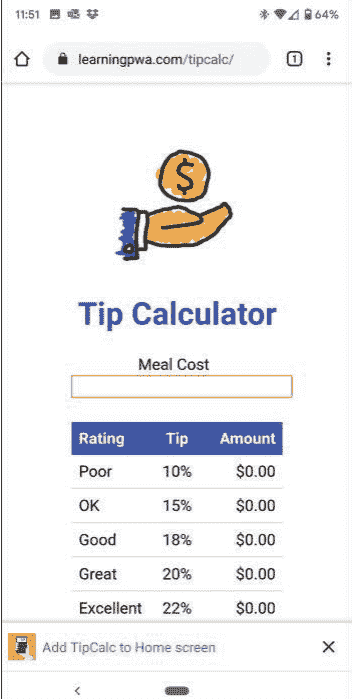 11:51 64%
learningpwa.com/tipcalc/ 1
$
Tip Calculator
Meal Cost
Rating Tip Amount
Poor 10% $0.00
OK 15% $0.00
Good 18% $0.00
Great 20% $0.00
Excellent 22% $0.00
Add TipCalc to Home screen